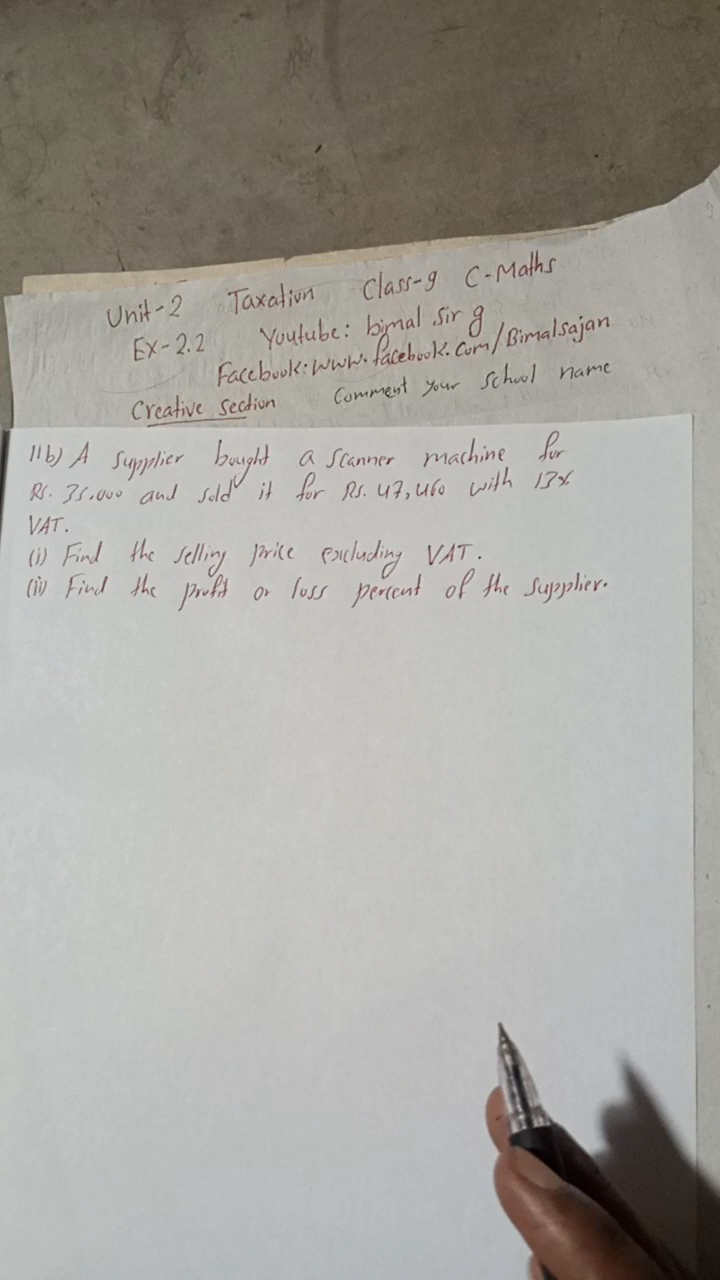 Unit-2 Taxation Class-9 C-Maths
Ex-2.2 Youtube: bimal sir g
Facebook: www.facebook.com/Bimalsajan
Creative section Comment your school name
11b) A supplier bought a scanner machine for
Rs. 35,000 and sold it for Rs. 47,460 with 13%
VAT.
(i) Find the selling price excluding VAT.
(ii) Find the profit or loss percent of the supplier.